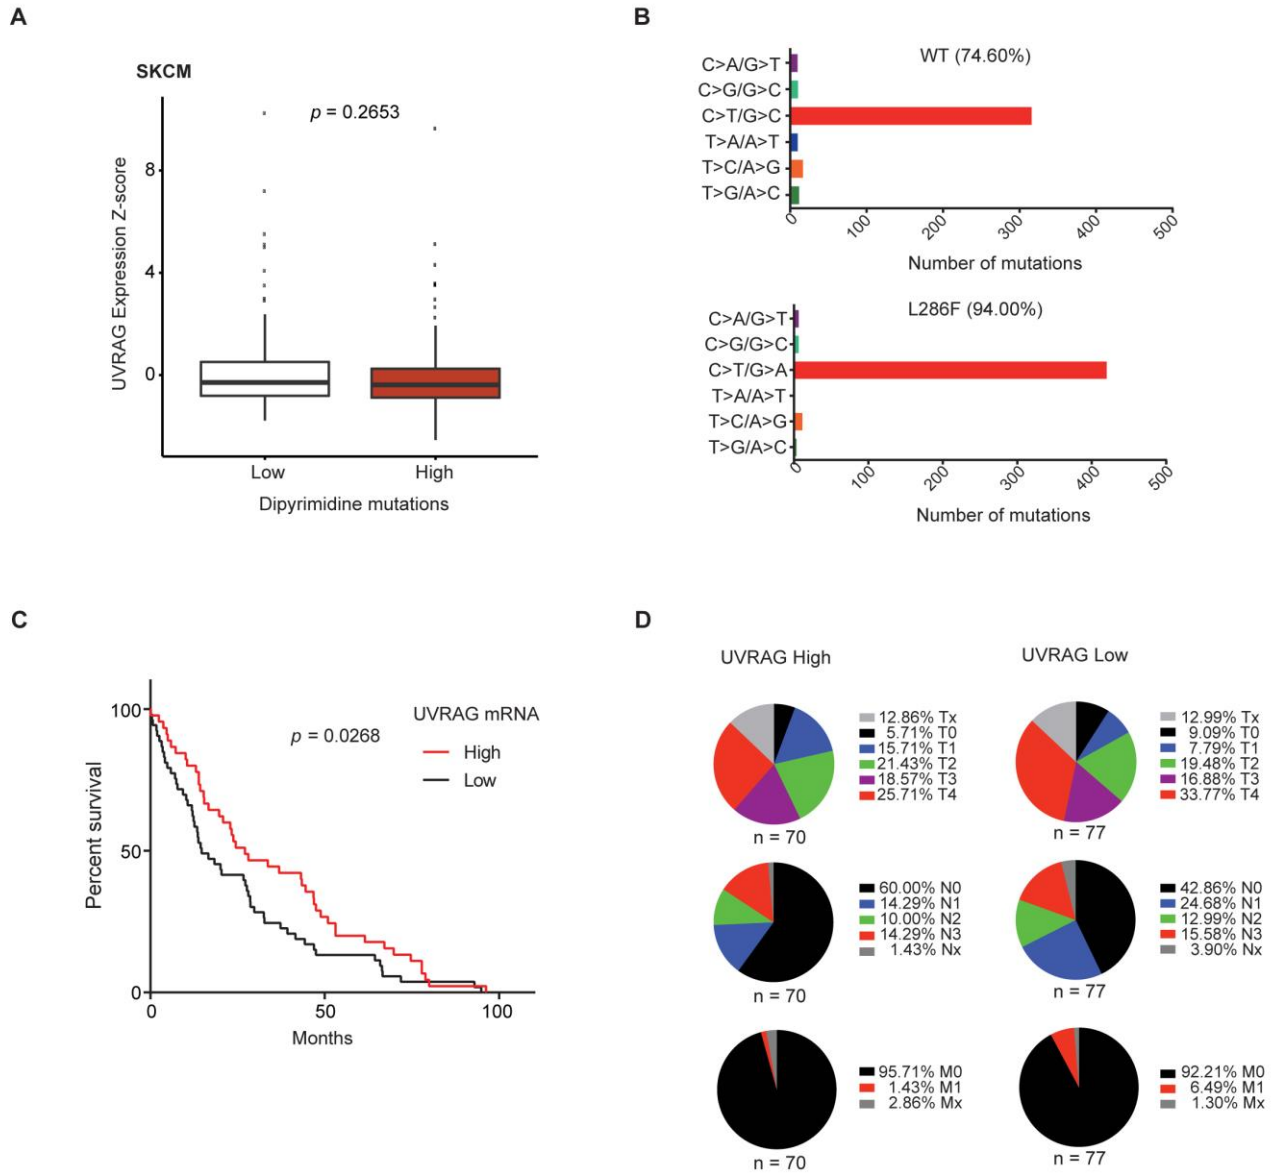 A
SKCM
p = 0.2653
UVRAG Expression Z-score
8
4
0
Low High
Dipyrimidine mutations
B
WT (74.60%)
C>A/G>T
C>G/G>C
C>T/G>C
T>A/A>T
T>C/A>G
T>G/A>C
0 100 200 300 400 500
Number of mutations
L286F (94.00%)
C>A/G>T
C>G/G>C
C>T/G>A
T>A/A>T
T>C/A>G
T>G/A>C
0 100 200 300 400 500
Number of mutations
C
UVRAG mRNA
p = 0.0268
High
Low
Percent survival
100
50
0
0 50 100
Months
D
UVRAG High
12.86% Tx
5.71% T0
15.71% T1
21.43% T2
18.57% T3
25.71% T4
n = 70
60.00% N0
14.29% N1
10.00% N2
14.29% N3
1.43% Nx
n = 70
95.71% M0
1.43% M1
2.86% Mx
n = 70
UVRAG Low
12.99% Tx
9.09% T0
7.79% T1
19.48% T2
16.88% T3
33.77% T4
n = 77
42.86% N0
24.68% N1
12.99% N2
15.58% N3
3.90% Nx
n = 77
92.21% M0
6.49% M1
1.30% Mx
n = 77